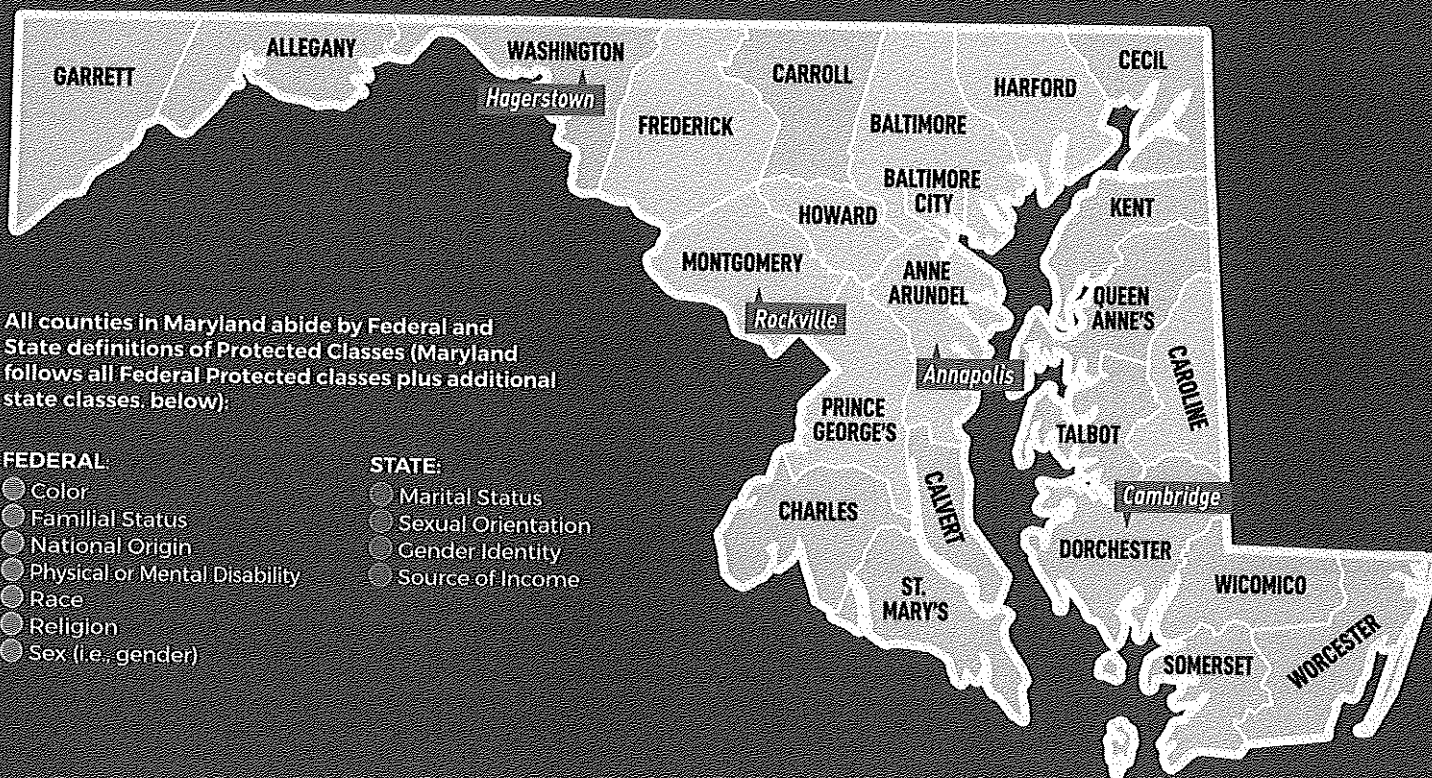 GARRETT
ALLEGANY
WASHINGTON
Hagerstown
FREDERICK
CARROLL
BALTIMORE
HARFORD
CECIL
BALTIMORE
CITY
HOWARD
KENT
MONTGOMERY
ANNE
ARUNDEL
QUEEN
ANNE'S
Rockville
Annapolis
CAROLINE
PRINCE
GEORGE'S
TALBOT
CHARLES
CALVERT
Cambridge
DORCHESTER
ST.
MARY'S
WICOMICO
SOMERSET
WORCESTER
All counties in Maryland abide by Federal and
State definitions of Protected Classes (Maryland
follows all Federal Protected classes plus additional
state classes. below):
FEDERAL:
Color
Familial Status
National Origin
Physical or Mental Disability
Race
Religion
Sex (i.e., gender)
STATE:
Marital Status
Sexual Orientation
Gender Identity
Source of Income